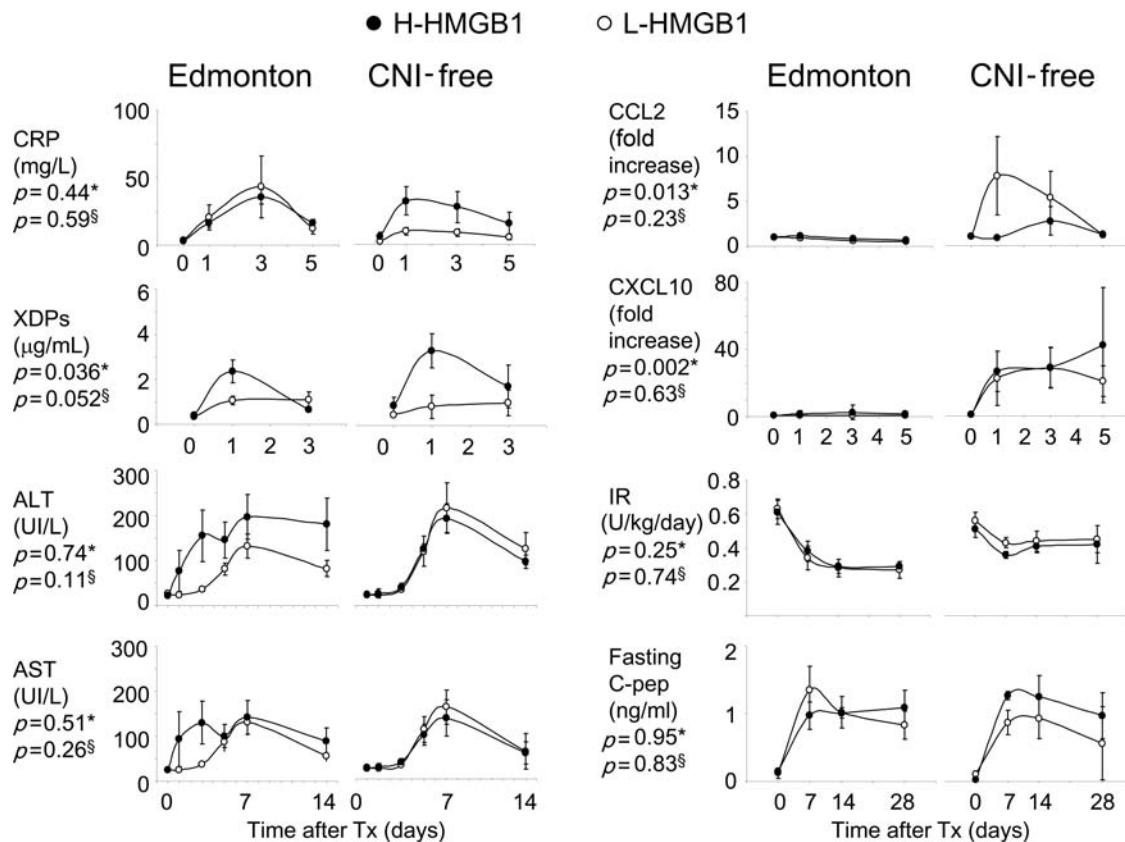 H-HMGB1 L-HMGB1
Edmonton CNI-free
CRP
(mg/L)
p=0.44*
p=0.59§
100
50
0
0 1 3 5
0 1 3 5
XDPs
(μg/mL)
p=0.036*
p=0.052§
6
4
2
0
0 1 2 3
0 1 2 3
ALT
(UI/L)
p=0.74*
p=0.11§
300
200
100
0
AST
(UI/L)
p=0.51*
p=0.26§
300
200
100
0
0 7 14
0 7 14
Time after Tx (days)
Edmonton CNI-free
CCL2
(fold
increase)
p=0.013*
p=0.23§
15
10
5
0
CXCL10
(fold
increase)
p=0.002*
p=0.63§
80
40
0
0 1 2 3 4 5
0 1 2 3 4 5
IR
(U/kg/day)
p=0.25*
p=0.74§
0.8
0.6
0.4
0.2
Fasting
C-pep
(ng/ml)
p=0.95*
p=0.83§
2
1
0
0 7 14 28
0 7 14 28
Time after Tx (days)